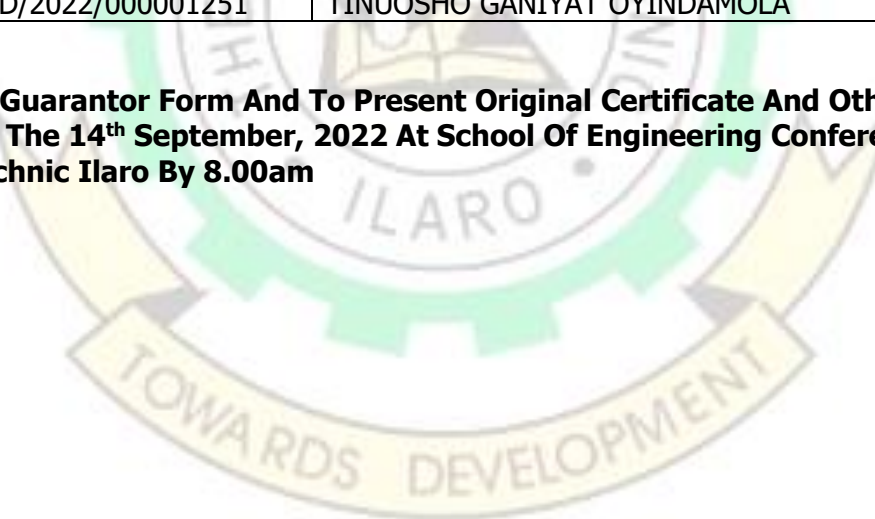 D/2022/000001251 TINUOSHO GANIYAT OYINDAMOLA
Guarantor Form And To Present Original Certificate And Oth
The 14th September, 2022 At School Of Engineering Confere
chnic Ilaro By 8.00am
ILARO
TOWARDS DEVELOPMENT